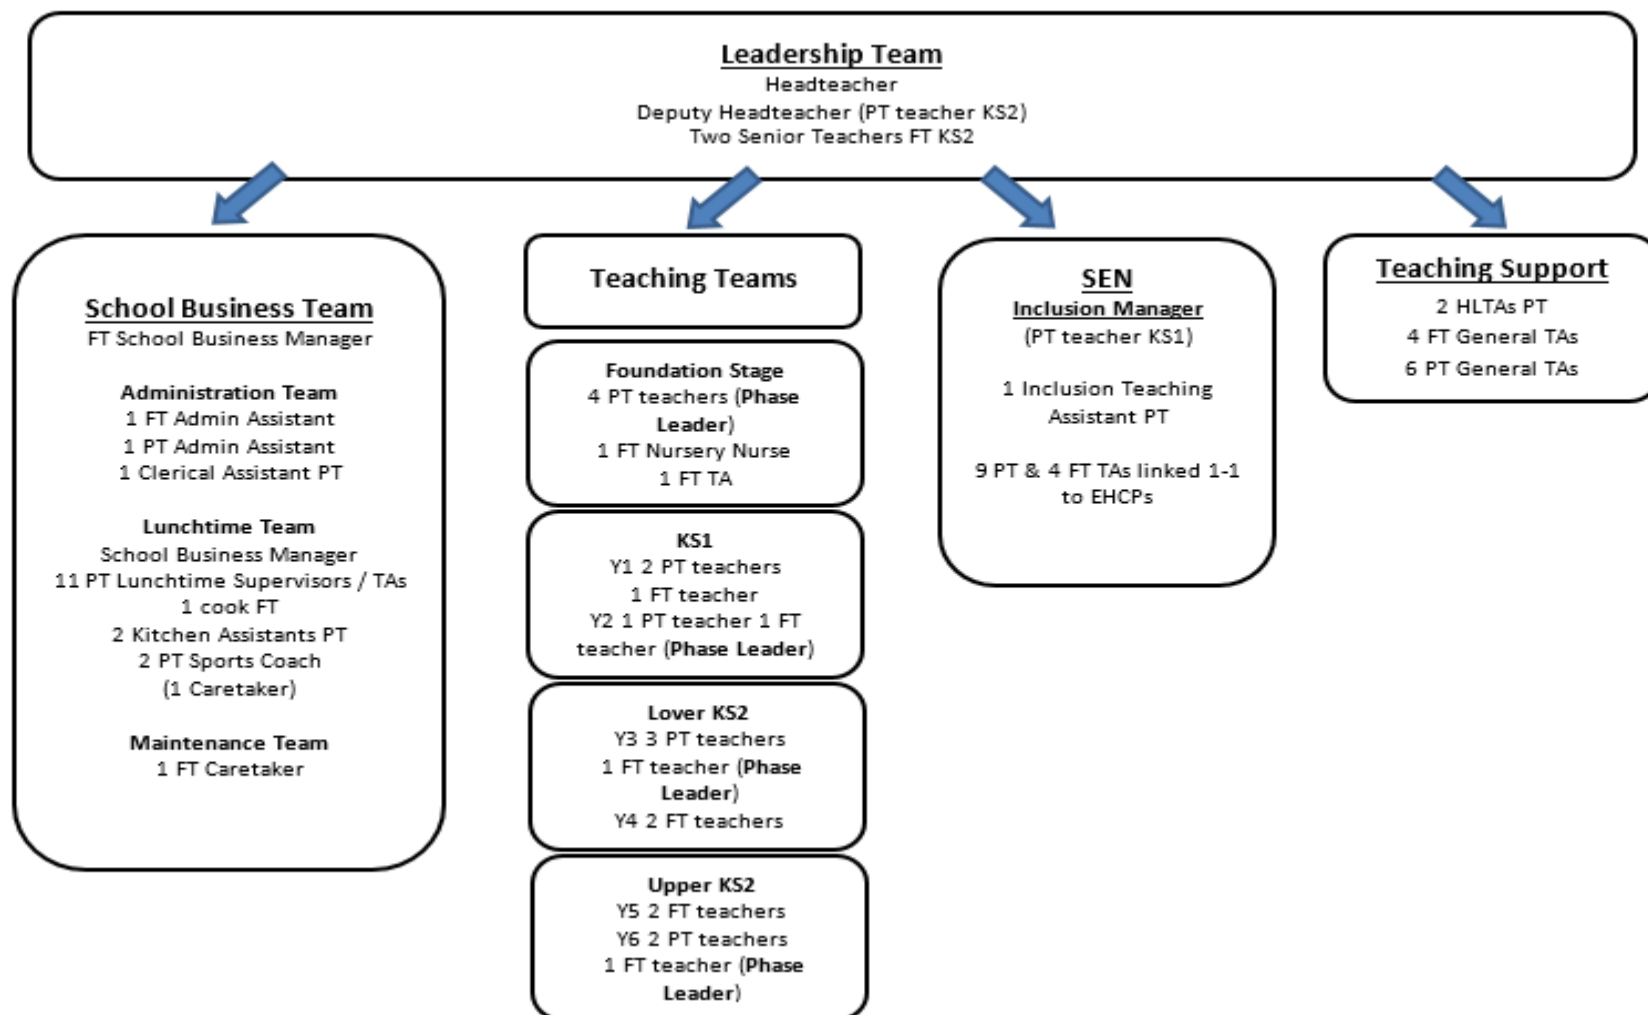 Leadership Team
Headteacher
Deputy Headteacher (PT teacher KS2)
Two Senior Teachers FT KS2
School Business Team
FT School Business Manager
Administration Team
1 FT Admin Assistant
1 PT Admin Assistant
1 Clerical Assistant PT
Lunchtime Team
School Business Manager
11 PT Lunchtime Supervisors / TAs
1 cook FT
2 Kitchen Assistants PT
2 PT Sports Coach
(1 Caretaker)
Maintenance Team
1 FT Caretaker
Teaching Teams
Foundation Stage
4 PT teachers (Phase
Leader)
1 FT Nursery Nurse
1 FT TA
KS1
Y1 2 PT teachers
1 FT teacher
Y2 1 PT teacher 1 FT
teacher (Phase Leader)
Lover KS2
Y3 3 PT teachers
1 FT teacher (Phase
Leader)
Y4 2 FT teachers
Upper KS2
Y5 2 FT teachers
Y6 2 PT teachers
1 FT teacher (Phase
Leader)
SEN
Inclusion Manager
(PT teacher KS1)
1 Inclusion Teaching
Assistant PT
9 PT & 4 FT TAs linked 1-1
to EHCPs
Teaching Support
2 HLTAs PT
4 FT General TAs
6 PT General TAs